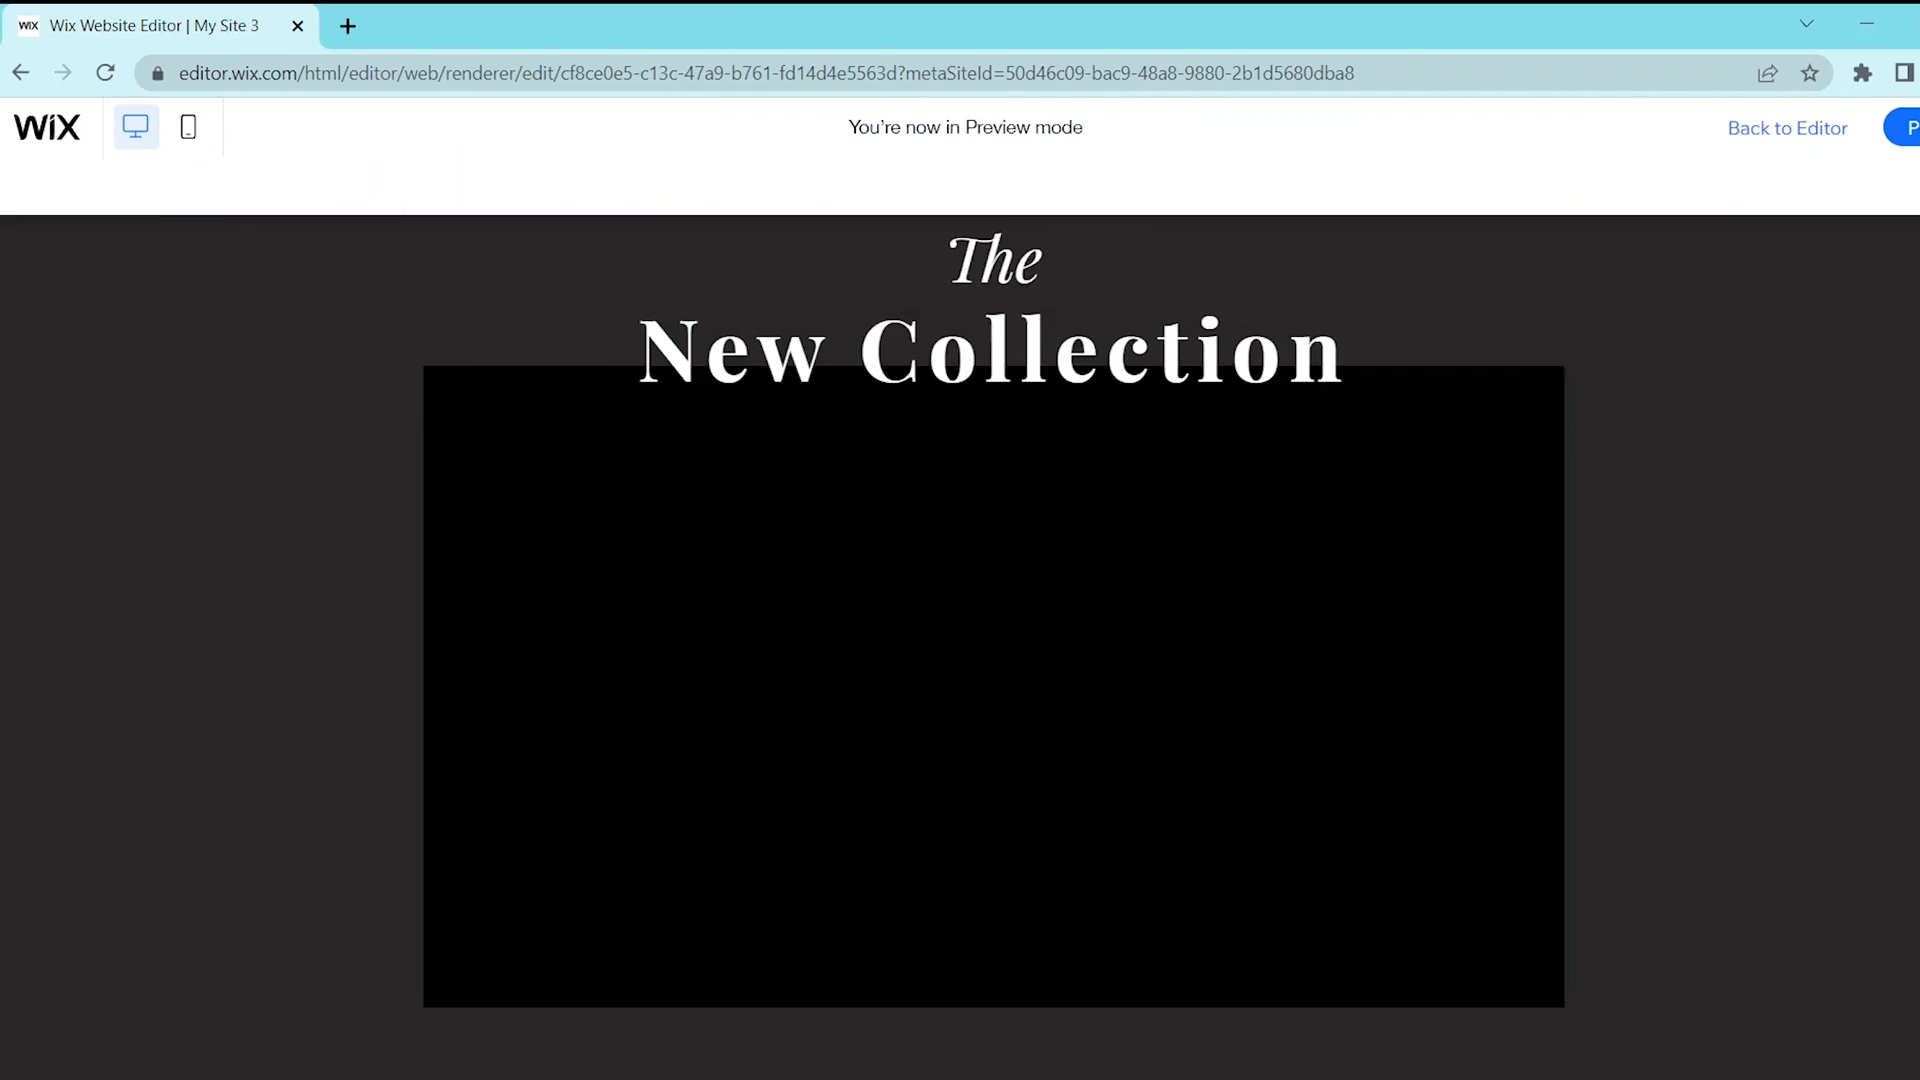 WiX Wix Website Editor | My Site 3
editor.wix.com/html/editor/web/renderer/edit/cf8ce0e5-c13c-47a9-b761-fd14d4e5563d?metaSiteId=50d46c09-bac9-48a8-9880-2b1d5680dba8
WiX You're now in Preview mode Back to Editor P
The
New Collection